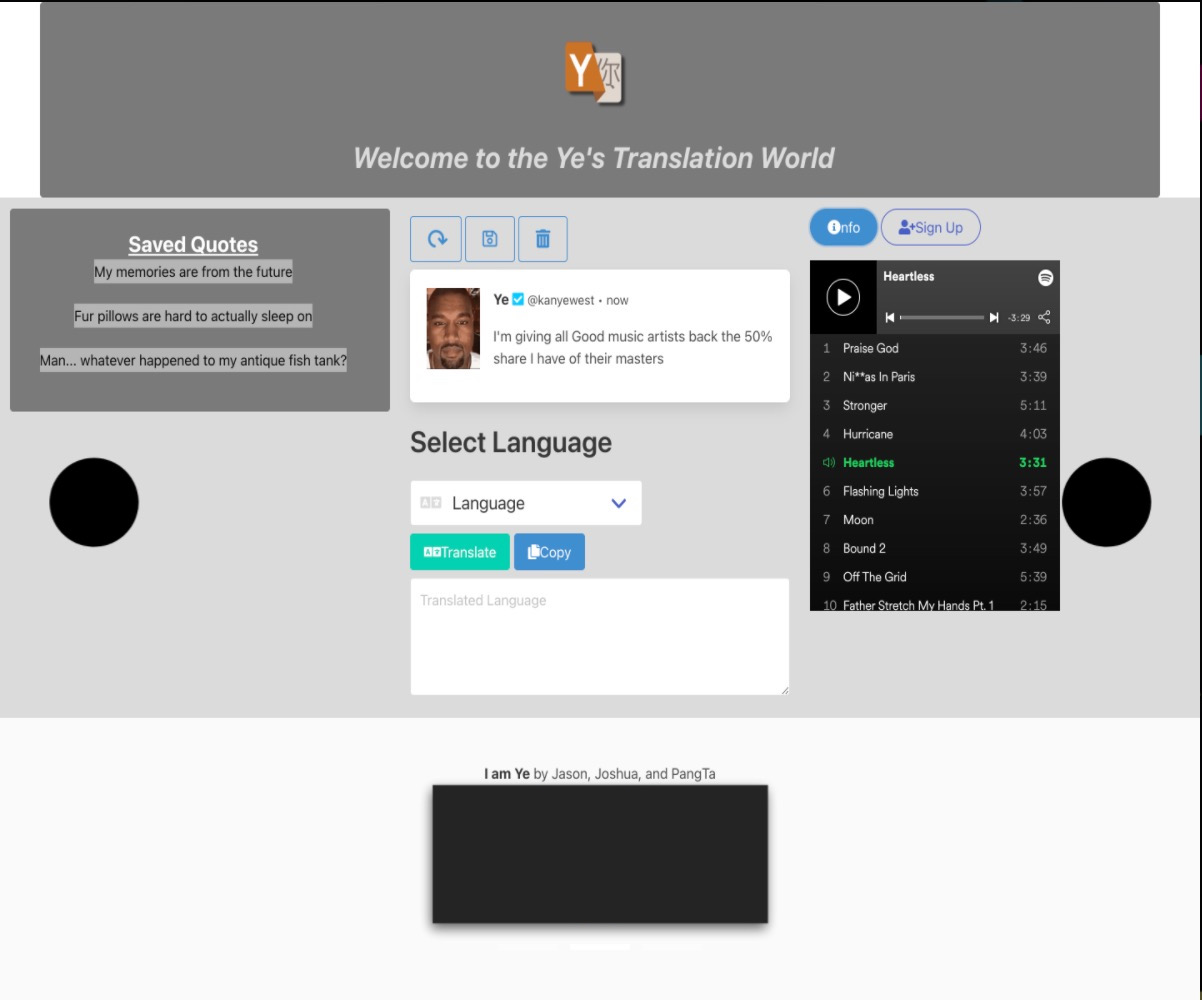 Y 你
Welcome to the Ye's Translation World
Saved Quotes
My memories are from the future
Fur pillows are hard to actually sleep on
Man... whatever happened to my antique fish tank?
Ye @kanyewest • now
I'm giving all Good music artists back the 50%
share I have of their masters
Select Language
Language
Translate Copy
Translated Language
Info Sign Up
Heartless
-3:29
1 Praise God 3:46
2 Ni**as In Paris 3:39
3 Stronger 5:11
4 Hurricane 4:03
Heartless 3:31
6 Flashing Lights 3:57
7 Moon 2:36
8 Bound 2 3:49
9 Off The Grid 5:39
10 Father Stretch My Hands Pt. 1 2:15
I am Ye by Jason, Joshua, and PangTa